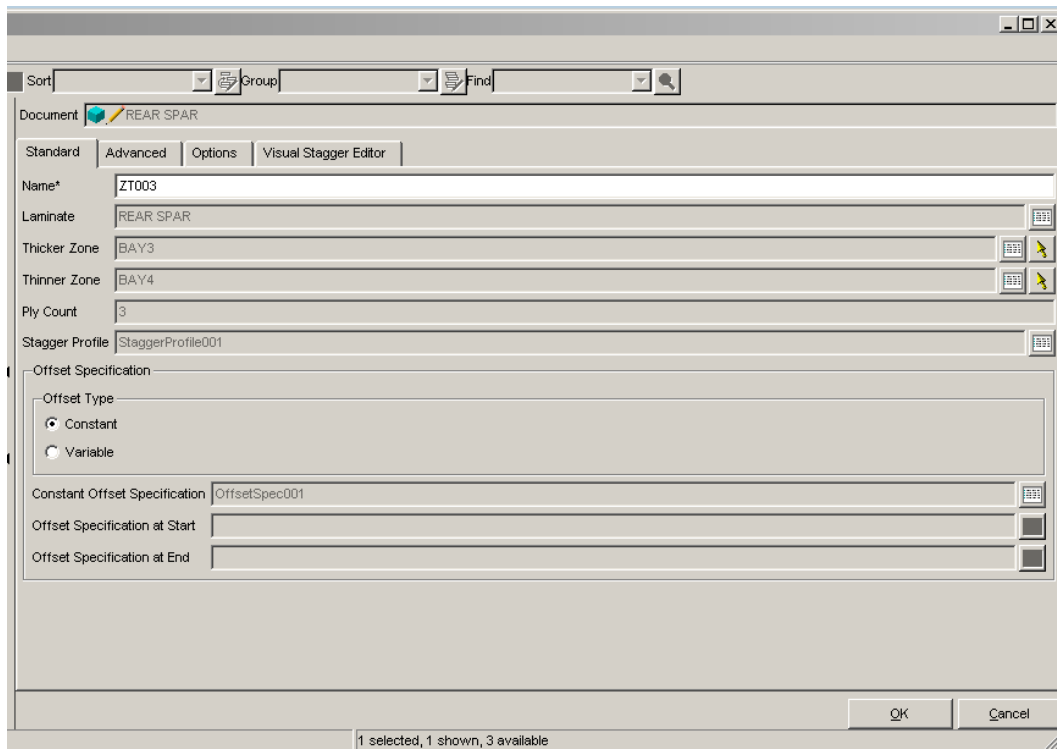 Sort Group Find
Document REAR SPAR
Standard Advanced Options Visual Stagger Editor
Name* ZT003
Laminate REAR SPAR
Thicker Zone BAY3
Thinner Zone BAY4
Ply Count 3
Stagger Profile StaggerProfile001
Offset Specification
Offset Type
Constant
Variable
Constant Offset Specification OffsetSpec001
Offset Specification at Start
Offset Specification at End
OK Cancel
1 selected, 1 shown, 3 available